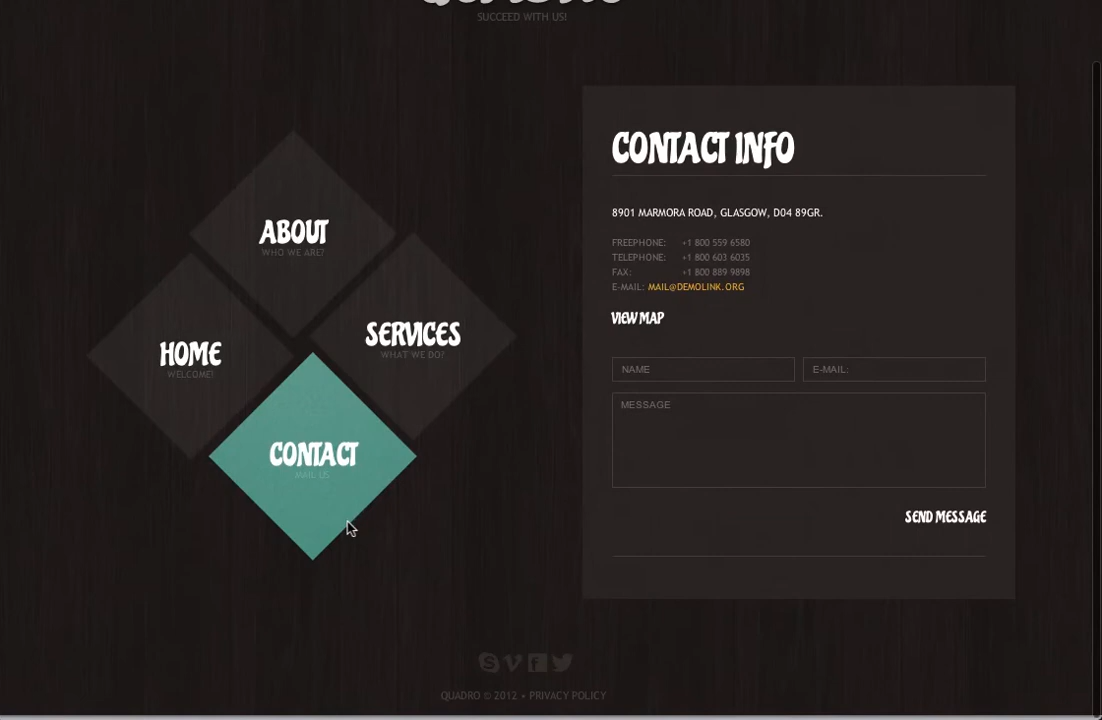 SUCCEED WITH US!
ABOUT
WHO WE ARE?
SERVICES
WHAT WE DO?
HOME
WELCOME!
CONTACT
MAIL US
CONTACT INFO
8901 MARMORA ROAD, GLASGOW, D04 89GR.
FREEPHONE: +1 800 559 6580
TELEPHONE: +1 800 603 6035
FAX: +1 800 889 9898
E-MAIL: MAIL@DEMOLINK.ORG
VIEW MAP
NAME
E-MAIL:
MESSAGE
SEND MESSAGE
QUADRO © 2012 • PRIVACY POLICY